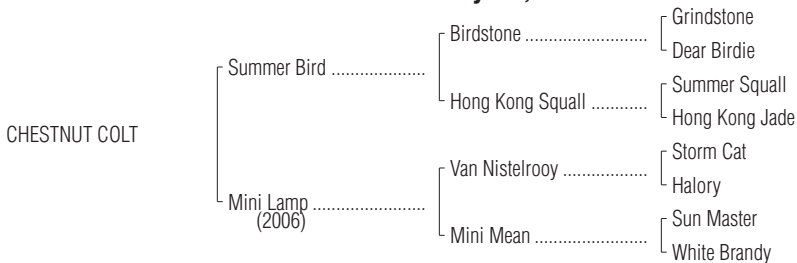 Grindstone
Birdstone ........................
Dear Birdie
Summer Bird ....................
Summer Squall
Hong Kong Squall ...........
Hong Kong Jade
CHESTNUT COLT
Storm Cat
Van Nistelrooy .................
Halory
Mini Lamp ......................
(2006)
Sun Master
Mini Mean .......................
White Brandy